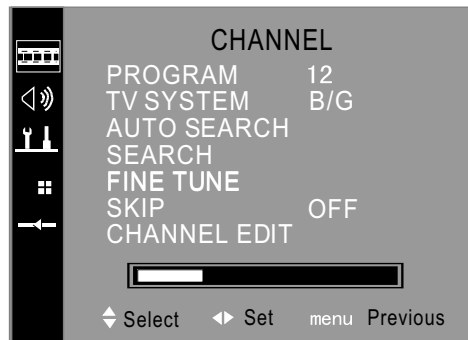 CHANNEL
PROGRAM 12
TV SYSTEM B/G
AUTO SEARCH
SEARCH
FINE TUNE
SKIP OFF
CHANNEL EDIT
Select Set menu Previous